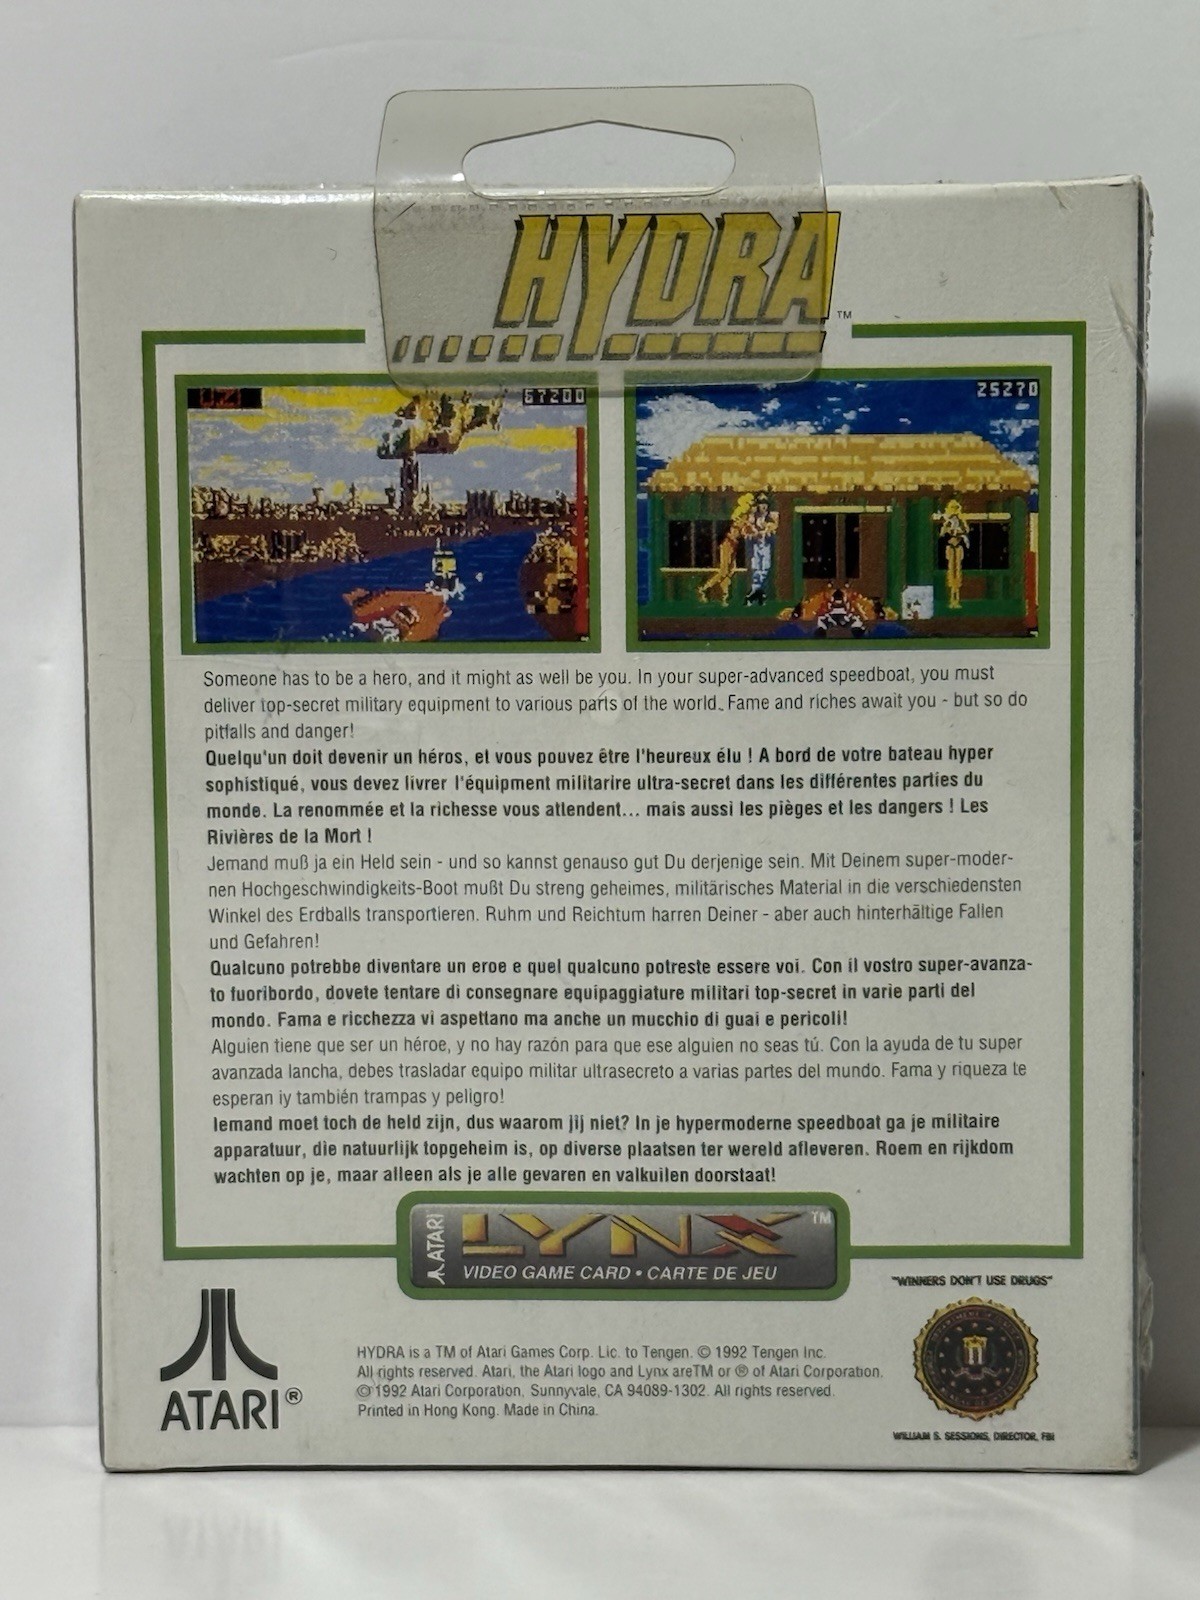 HYDRA™
67200
25270
Someone has to be a hero, and it might as well be you. In your super-advanced speedboat, you must
deliver top-secret military equipment to various parts of the world. Fame and riches await you - but so do
pitfalls and danger!
Quelqu'un doit devenir un héros, et vous pouvez être l'heureux élu ! A bord de votre bateau hyper
sophistiqué, vous devez livrer l'équipment militarire ultra-secret dans les différentes parties du
monde. La renommée et la richesse vous attendent... mais aussi les pièges et les dangers ! Les
Rivières de la Mort !
Jemand muß ja ein Held sein - und so kannst genauso gut Du derjenige sein. Mit Deinem super-moder-
nen Hochgeschwindigkeits-Boot mußt Du streng geheimes, militärisches Material in die verschiedensten
Winkel des Erdballs transportieren. Ruhm und Reichtum harren Deiner - aber auch hinterhältige Fallen
und Gefahren!
Qualcuno potrebbe diventare un eroe e quel qualcuno potreste essere voi. Con il vostro super-avanza-
to fuoribordo, dovete tentare di consegnare equipaggiature militari top-secret in varie parti del
mondo. Fama e ricchezza vi aspettano ma anche un mucchio di guai e pericoli!
Alguien tiene que ser un héroe, y no hay razón para que ese alguien no seas tú. Con la ayuda de tu super
avanzada lancha, debes trasladar equipo militar ultrasecreto a varias partes del mundo. Fama y riqueza te
esperan ¡y también trampas y peligro!
Iemand moet toch de held zijn, dus waarom jij niet? In je hypermoderne speedboat ga je militaire
apparatuur, die natuurlijk topgeheim is, op diverse plaatsen ter wereld afleveren. Roem en rijkdom
wachten op je, maar alleen als je alle gevaren en valkuilen doorstaat!
ATARI LYNX™
VIDEO GAME CARD • CARTE DE JEU
"WINNERS DON'T USE DRUGS"
ATARI®
HYDRA is a TM of Atari Games Corp. Lic. to Tengen. © 1992 Tengen Inc.
All rights reserved. Atari, the Atari logo and Lynx areTM or ® of Atari Corporation.
©1992 Atari Corporation, Sunnyvale, CA 94089-1302. All rights reserved.
Printed in Hong Kong. Made in China.
WILLIAM S. SESSIONS, DIRECTOR, FBI